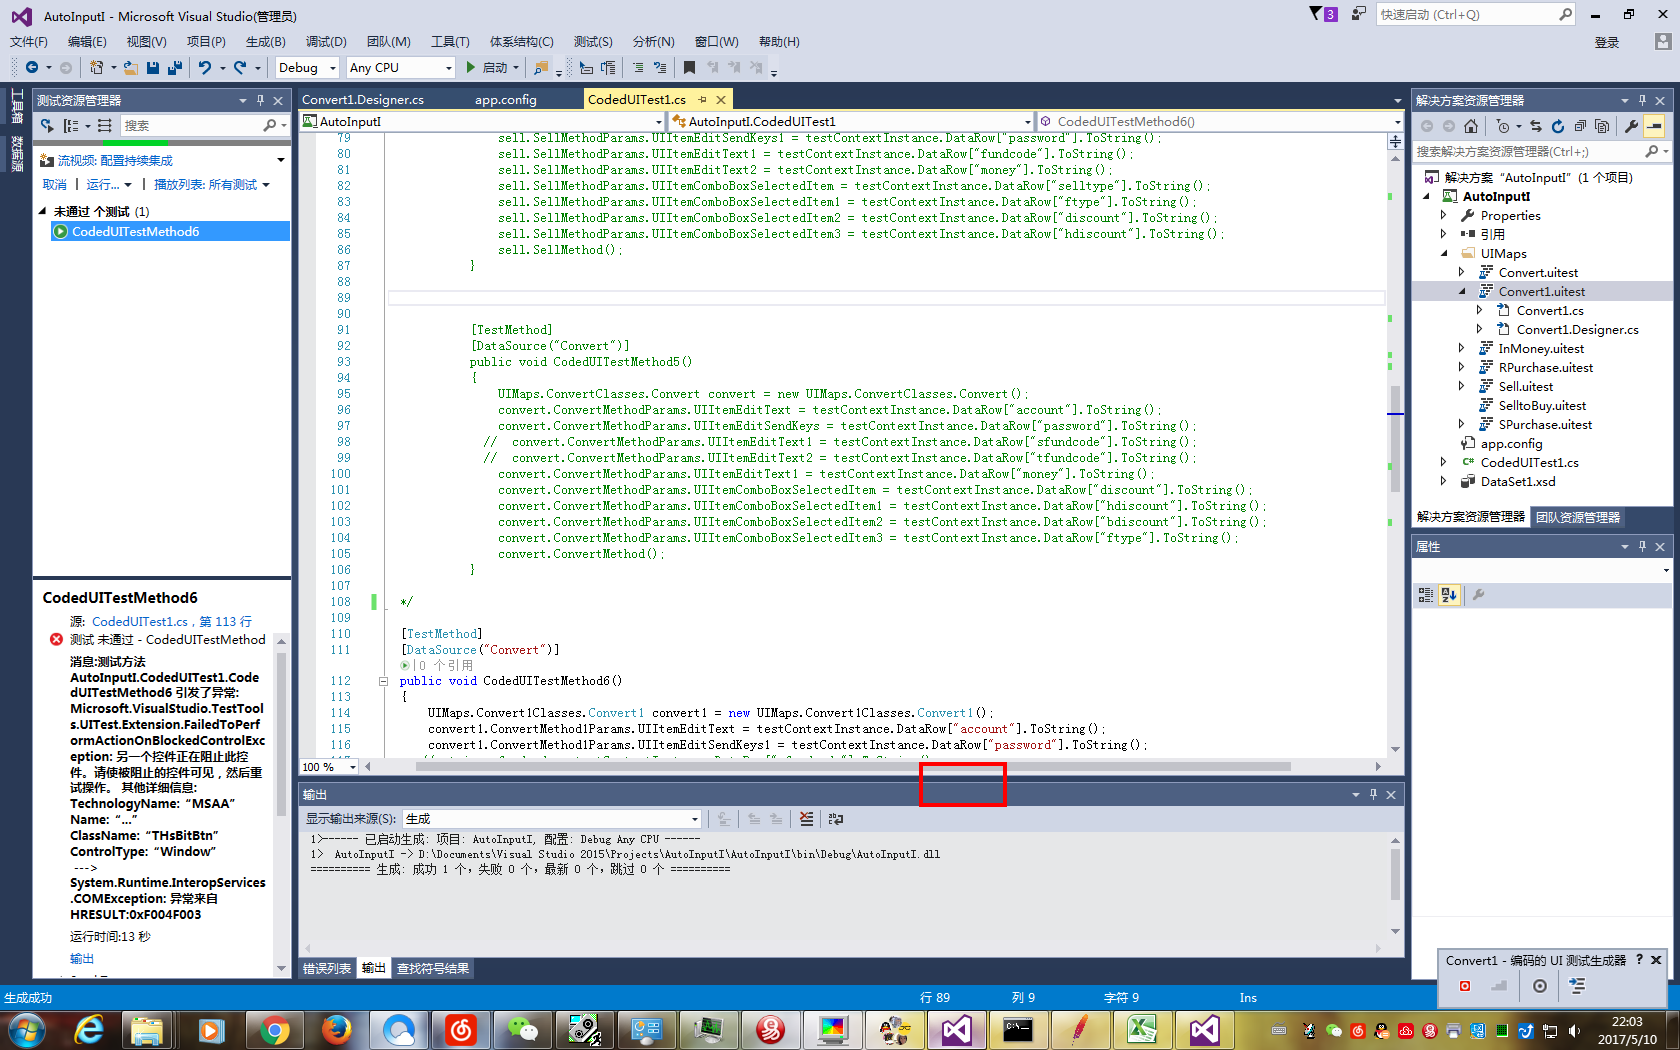 AutoInputI - Microsoft Visual Studio(管理员)
3
快速启动 (Ctrl+Q)
文件(F) 编辑(E) 视图(V) 项目(P) 生成(B) 调试(D) 团队(M) 工具(T) 体系结构(C) 测试(S) 分析(N) 窗口(W) 帮助(H)
登录
Debug Any CPU 启动
工具箱
数据源
测试资源管理器
搜索
流视频: 配置持续集成
取消 运行... 播放列表: 所有测试
未通过 个测试 (1)
CodedUITestMethod6
CodedUITestMethod6
源: CodedUITest1.cs，第 113 行
测试 未通过 - CodedUITestMethod
消息:测试方法
AutoInputI.CodedUITest1.Code
dUITestMethod6 引发了异常:
Microsoft.VisualStudio.TestTool
s.UITest.Extension.FailedToPerf
ormActionOnBlockedControlExc
eption: 另一个控件正在阻止此控
件。请使被阻止的控件可见，然后重
试操作。 其他详细信息:
TechnologyName:“MSAA”
Name:“...”
ClassName:“THsBitBtn”
ControlType:“Window”
--->
System.Runtime.InteropServices
.COMException: 异常来自
HRESULT:0xF004F003
运行时间:13 秒
输出
Convert1.Designer.cs app.config CodedUITest1.cs
AutoInputI AutoInputI.CodedUITest1 CodedUITestMethod6()
79 sell.SellMethodParams.UIItemEditSendKeys1 = testContextInstance.DataRow["password"].ToString();
80 sell.SellMethodParams.UIItemEditText1 = testContextInstance.DataRow["fundcode"].ToString();
81 sell.SellMethodParams.UIItemEditText2 = testContextInstance.DataRow["money"].ToString();
82 sell.SellMethodParams.UIItemComboBoxSelectedItem = testContextInstance.DataRow["selltype"].ToString();
83 sell.SellMethodParams.UIItemComboBoxSelectedItem1 = testContextInstance.DataRow["ftype"].ToString();
84 sell.SellMethodParams.UIItemComboBoxSelectedItem2 = testContextInstance.DataRow["discount"].ToString();
85 sell.SellMethodParams.UIItemComboBoxSelectedItem3 = testContextInstance.DataRow["hdiscount"].ToString();
86 sell.SellMethod();
87 }
88
89
90
91 [TestMethod]
92 [DataSource("Convert")]
93 public void CodedUITestMethod5()
94 {
95 UIMaps.ConvertClasses.Convert convert = new UIMaps.ConvertClasses.Convert();
96 convert.ConvertMethodParams.UIItemEditText = testContextInstance.DataRow["account"].ToString();
97 convert.ConvertMethodParams.UIItemEditSendKeys = testContextInstance.DataRow["password"].ToString();
98 // convert.ConvertMethodParams.UIItemEditText1 = testContextInstance.DataRow["sfundcode"].ToString();
99 // convert.ConvertMethodParams.UIItemEditText2 = testContextInstance.DataRow["tfundcode"].ToString();
100 convert.ConvertMethodParams.UIItemEditText1 = testContextInstance.DataRow["money"].ToString();
101 convert.ConvertMethodParams.UIItemComboBoxSelectedItem = testContextInstance.DataRow["discount"].ToString();
102 convert.ConvertMethodParams.UIItemComboBoxSelectedItem1 = testContextInstance.DataRow["hdiscount"].ToString();
103 convert.ConvertMethodParams.UIItemComboBoxSelectedItem2 = testContextInstance.DataRow["bdiscount"].ToString();
104 convert.ConvertMethodParams.UIItemComboBoxSelectedItem3 = testContextInstance.DataRow["ftype"].ToString();
105 convert.ConvertMethod();
106 }
107
108 */
109
110 [TestMethod]
111 [DataSource("Convert")]
0 个引用
112 public void CodedUITestMethod6()
113 {
114 UIMaps.Convert1Classes.Convert1 convert1 = new UIMaps.Convert1Classes.Convert1();
115 convert1.ConvertMethod1Params.UIItemEditText = testContextInstance.DataRow["account"].ToString();
116 convert1.ConvertMethod1Params.UIItemEditSendKeys1 = testContextInstance.DataRow["password"].ToString();
100 %
输出
显示输出来源(S): 生成
1>------ 已启动生成: 项目: AutoInputI, 配置: Debug Any CPU ------
1> AutoInputI -> D:\Documents\Visual Studio 2015\Projects\AutoInputI\AutoInputI\bin\Debug\AutoInputI.dll
========== 生成: 成功 1 个，失败 0 个，最新 0 个，跳过 0 个 ==========
错误列表 输出 查找符号结果
解决方案资源管理器
搜索解决方案资源管理器(Ctrl+;)
解决方案“AutoInputI”(1 个项目)
AutoInputI
Properties
引用
UIMaps
Convert.uitest
Convert1.uitest
Convert1.cs
Convert1.Designer.cs
InMoney.uitest
RPurchase.uitest
Sell.uitest
SelltoBuy.uitest
SPurchase.uitest
app.config
CodedUITest1.cs
DataSet1.xsd
解决方案资源管理器 团队资源管理器
属性
Convert1 - 编码的 UI 测试生成器 ?
生成成功 行 89 列 9 字符 9 Ins
22:03
2017/5/10